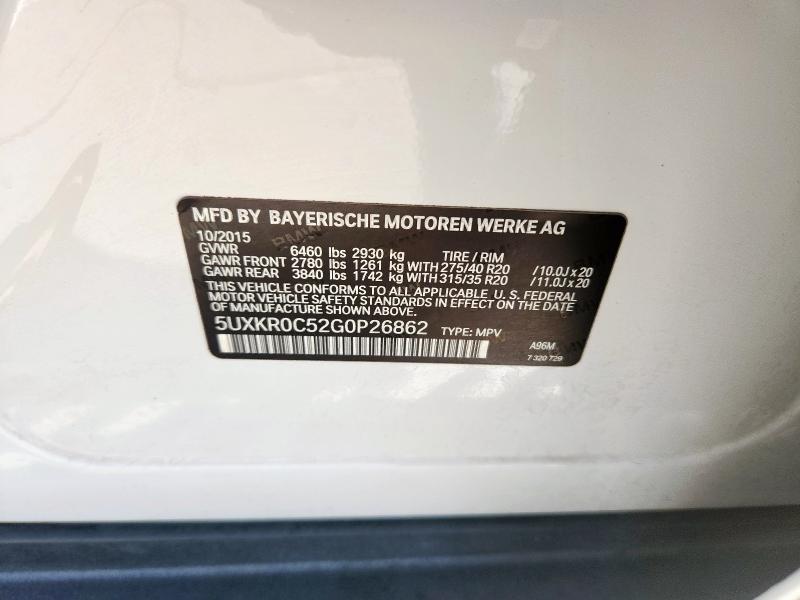 MFD BY BAYERISCHE MOTOREN WERKE AG
10/2015
GVWR 6460 lbs 2930 kg TIRE / RIM
GAWR FRONT 2780 lbs 1261 kg WITH 275/40 R20 /10.0J x 20
GAWR REAR 3840 lbs 1742 kg WITH 315/35 R20 /11.0J x 20
THIS VEHICLE CONFORMS TO ALL APPLICABLE U. S. FEDERAL
MOTOR VEHICLE SAFETY STANDARDS IN EFFECT ON THE DATE
OF MANUFACTURE SHOWN ABOVE.
5UXKR0C52G0P26862 TYPE: MPV
A96M
7 320 729